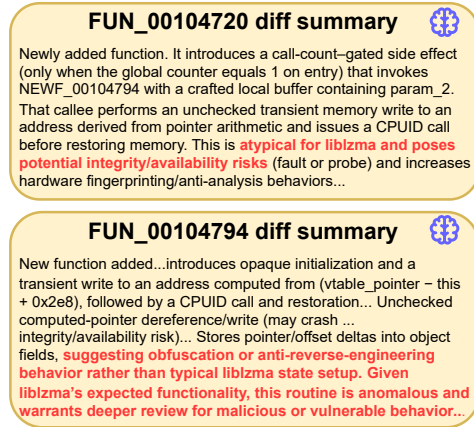 FUN_00104720 diff summary
Newly added function. It introduces a call-count–gated side effect
(only when the global counter equals 1 on entry) that invokes
NEWF_00104794 with a crafted local buffer containing param_2.
That callee performs an unchecked transient memory write to an
address derived from pointer arithmetic and issues a CPUID call
before restoring memory. This is atypical for liblzma and poses
potential integrity/availability risks (fault or probe) and increases
hardware fingerprinting/anti-analysis behaviors...
FUN_00104794 diff summary
New function added...introduces opaque initialization and a
transient write to an address computed from (vtable_pointer − this
+ 0x2e8), followed by a CPUID call and restoration... Unchecked
computed-pointer dereference/write (may crash ...
integrity/availability risk)... Stores pointer/offset deltas into object
fields, suggesting obfuscation or anti-reverse-engineering
behavior rather than typical liblzma state setup. Given
liblzma's expected functionality, this routine is anomalous and
warrants deeper review for malicious or vulnerable behavior...